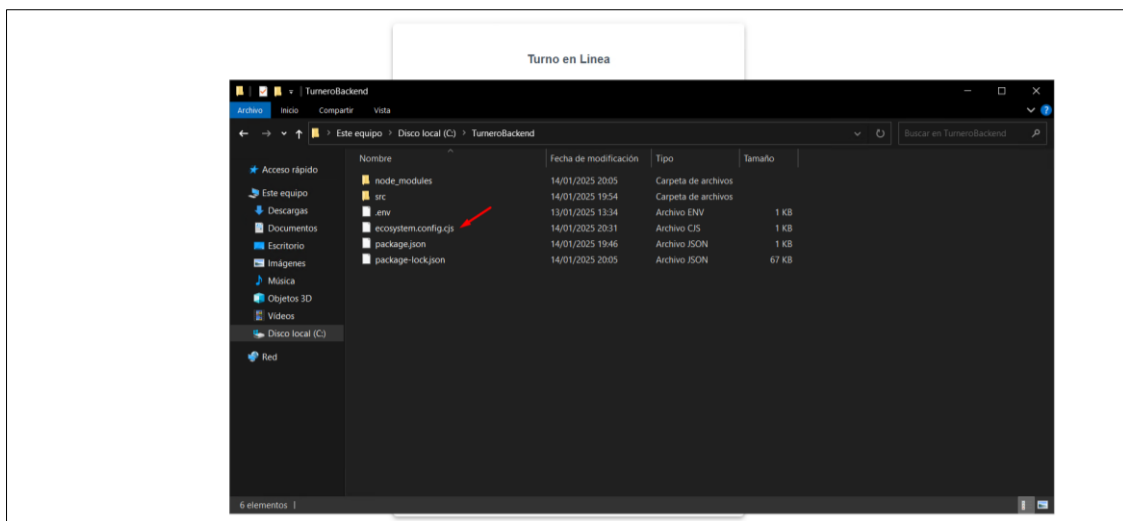 Turno en Linea
TurneroBackend
Archivo Inicio Compartir Vista
Este equipo > Disco local (C:) > TurneroBackend
Buscar en TurneroBackend
Nombre Fecha de modificación Tipo Tamaño
Acceso rápido
Este equipo
Descargas
Documentos
Escritorio
Imágenes
Música
Objetos 3D
Vídeos
Disco local (C:)
Red
node_modules 14/01/2025 20:05 Carpeta de archivos
src 14/01/2025 19:54 Carpeta de archivos
.env 13/01/2025 13:34 Archivo ENV 1 KB
ecosystem.config.cjs 14/01/2025 20:31 Archivo CJS 1 KB
package.json 14/01/2025 19:46 Archivo JSON 1 KB
package-lock.json 14/01/2025 20:05 Archivo JSON 67 KB
6 elementos